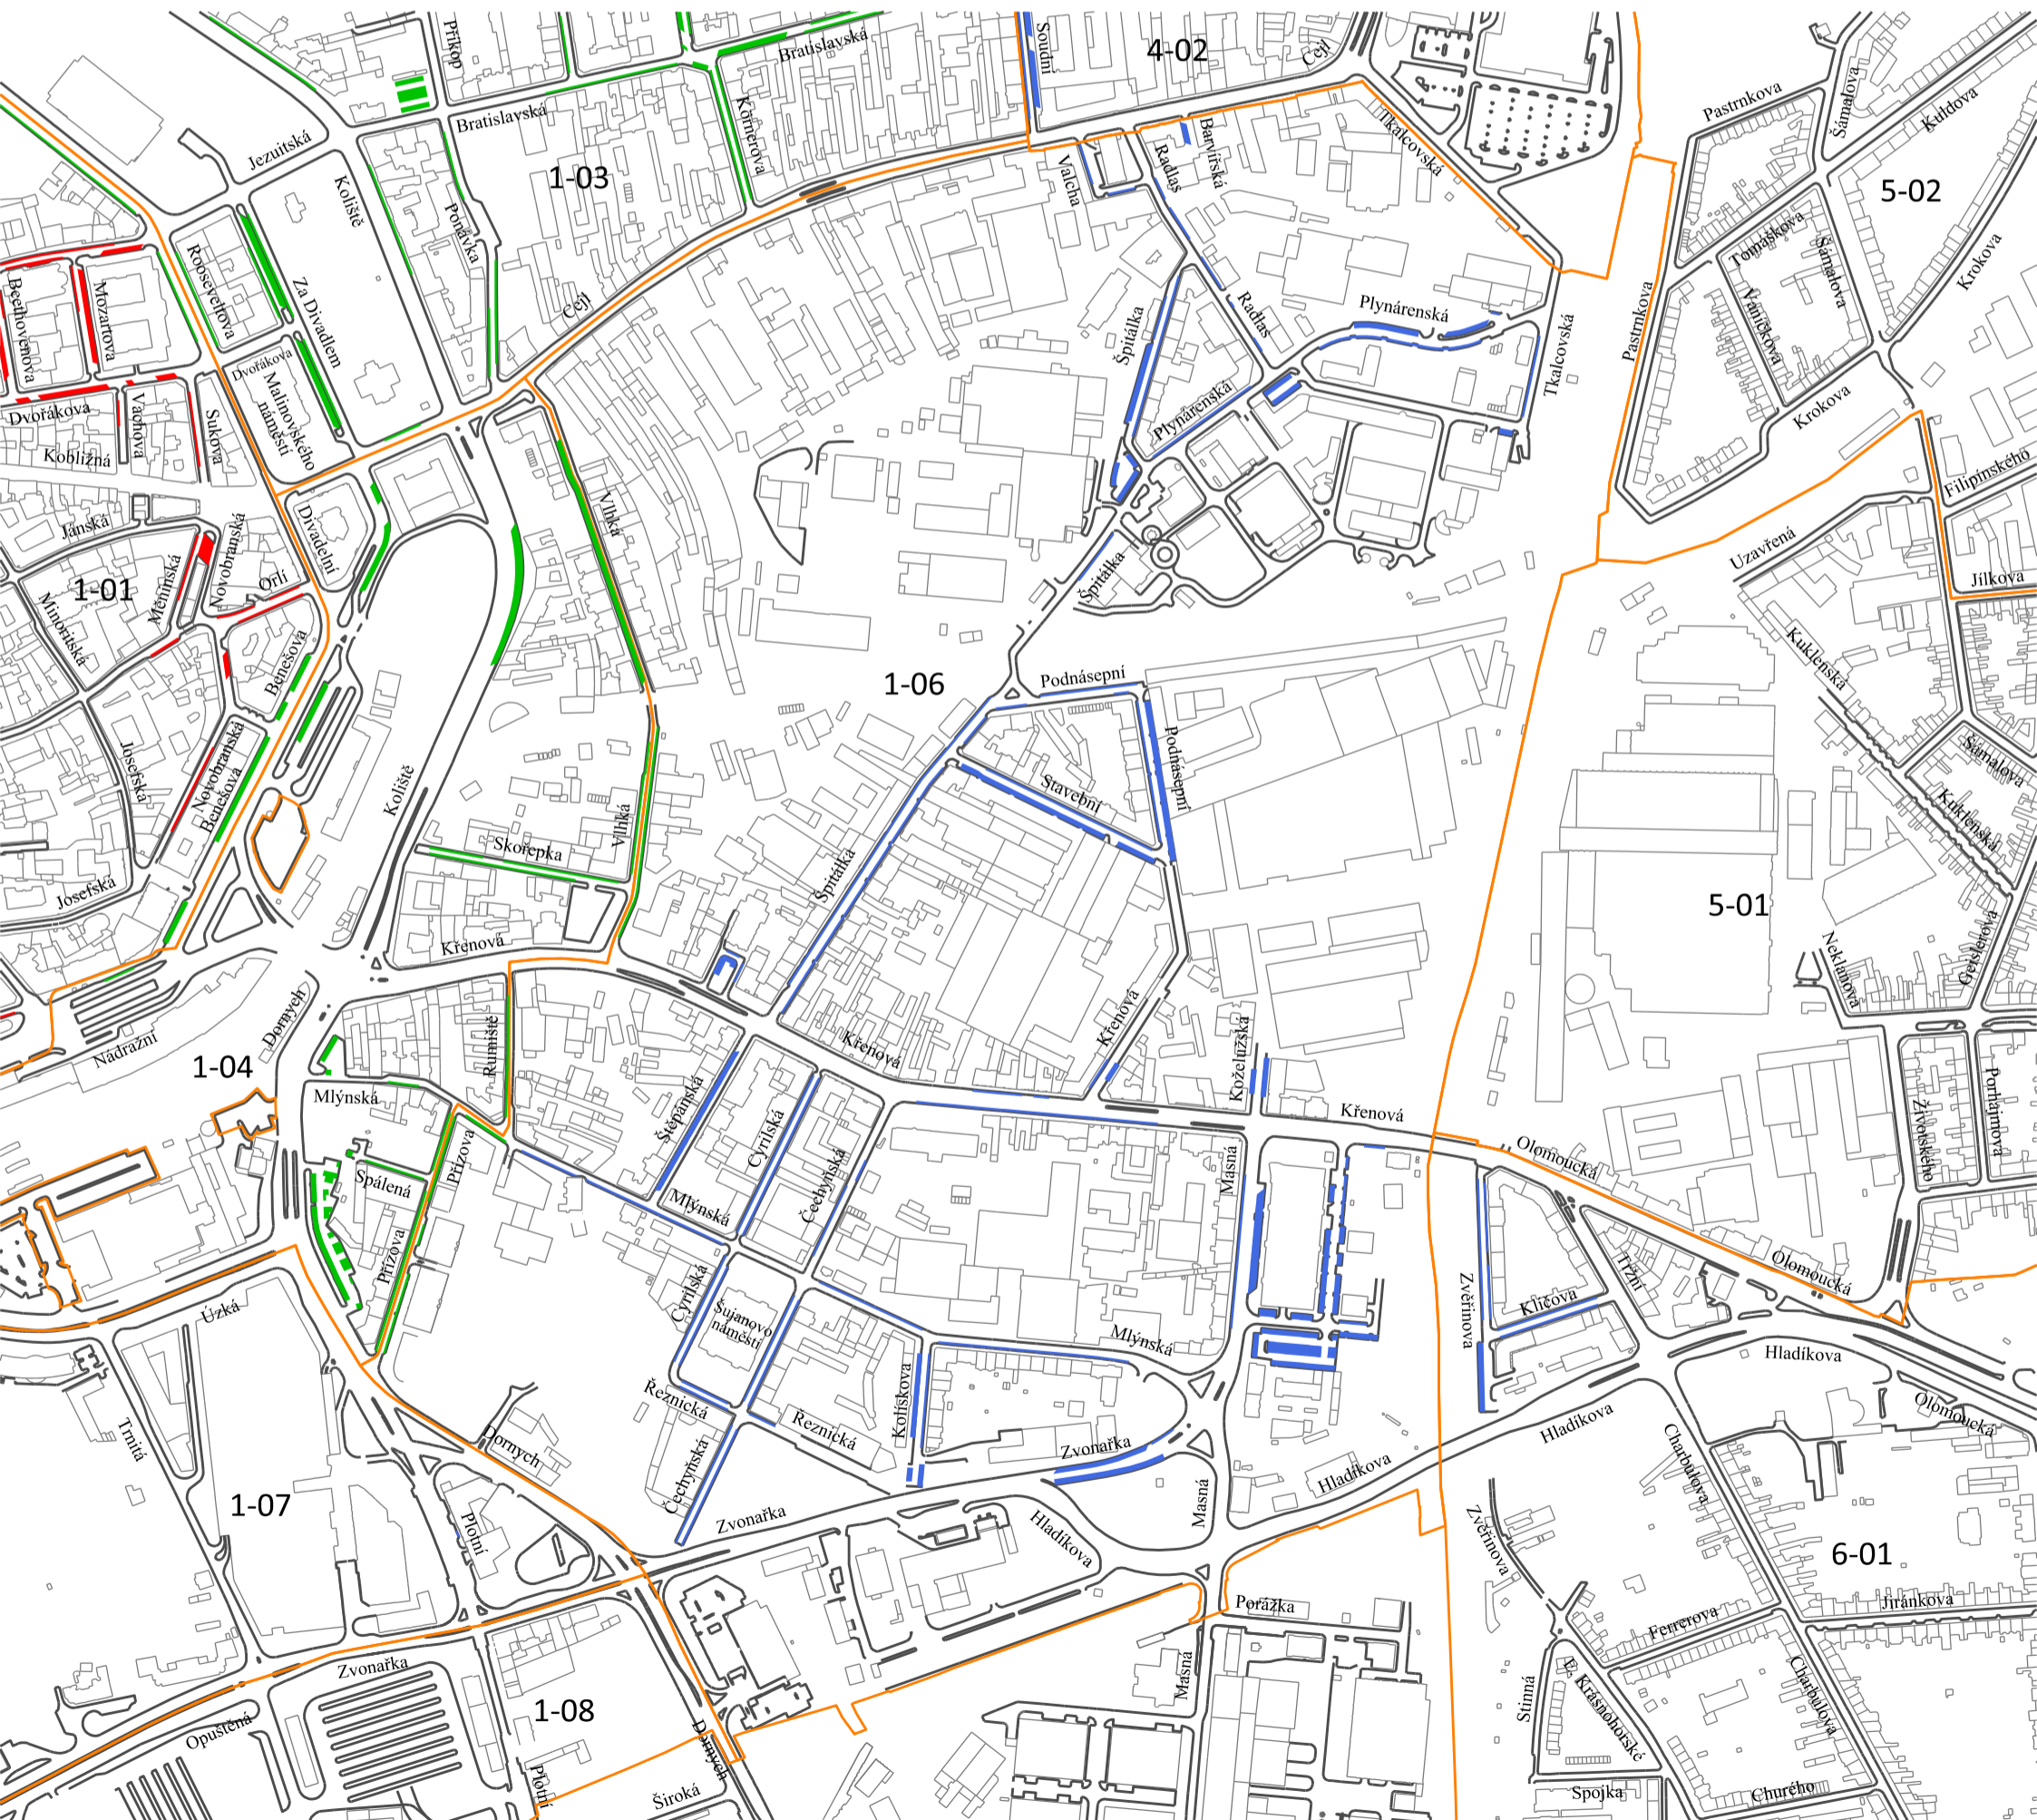 Příkop
Bratislavská
Soudní
4-02
Cejl
Pastrnkova
Šámalova
Kuldova
Jezuitská
Bratislavská
Körnerova
Koliště
1-03
Ponávka
Valcha
Radlas
Barvířská
Tkalcovská
5-02
Tomáškova
Šámalova
Krokova
Rooseveltova
Za Divadlem
Cejl
Beethovenova
Mozartova
Radlas
Plynárenská
Špitálka
Tkalcovská
Pastrnkova
Vaníčkova
Krokova
Dvořákova
Malinovského
náměstí
Dvořákova
Vachova
Sukova
Plynárenská
Kobližná
Filipínského
Jánská
Divadelní
Vlhká
Uzavřená
Novobranská
Orlí
Měnínská
Minoritská
1-01
Špitálka
Jílkova
Benešova
Kuklenská
1-06
Podnásepní
Podnásepní
Josefská
Novobranská
Benešova
Koliště
Stavební
Šámalova
Kuklenská
Skořepka
Vlhká
Špitálka
Josefská
5-01
Geislerova
Neklanova
Křenová
Dornych
Nádražní
1-04
Rumiště
Křenová
Křenová
Koželužská
Křenová
Mlýnská
Štěpánská
Cyrilská
Čechyňská
Olomoucká
Životského
Porhajmova
Přízova
Spálená
Přízova
Mlýnská
Masná
Cyrilská
Šujanovo
náměstí
Úzká
Mlýnská
Zvěřinova
Klíčova
Tržní
Olomoucká
Hladíkova
Trnitá
Řeznická
Řeznická
Kolískova
Zvonařka
Hladíkova
Charbulova
Olomoucká
Čechyňská
Dornych
Hladíkova
Masná
1-07
Plotní
Zvonařka
Hladíkova
Zvěřinova
6-01
Porážka
Jiránkova
Ferrerova
Zvonařka
Masná
Stinná
E. Krásnohorské
Charbulova
1-08
Opuštěná
Dornych
Plotní
Široká
Spojka
Churého